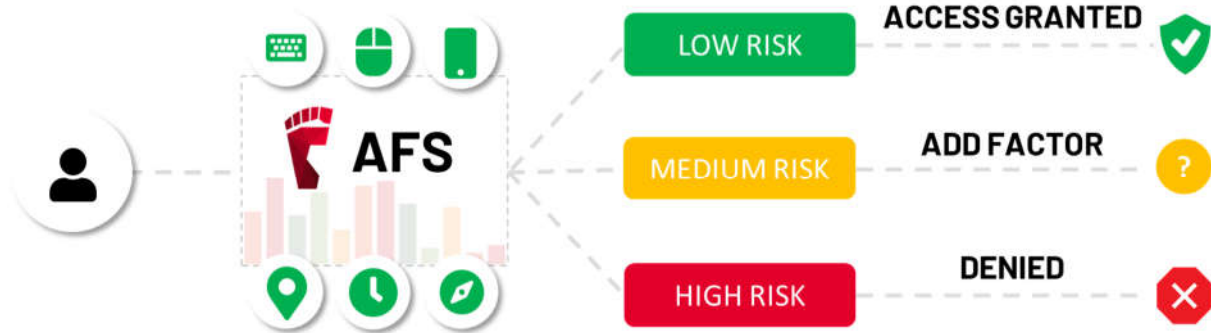 AFS
LOW RISK
ACCESS GRANTED
MEDIUM RISK
ADD FACTOR
?
HIGH RISK
DENIED